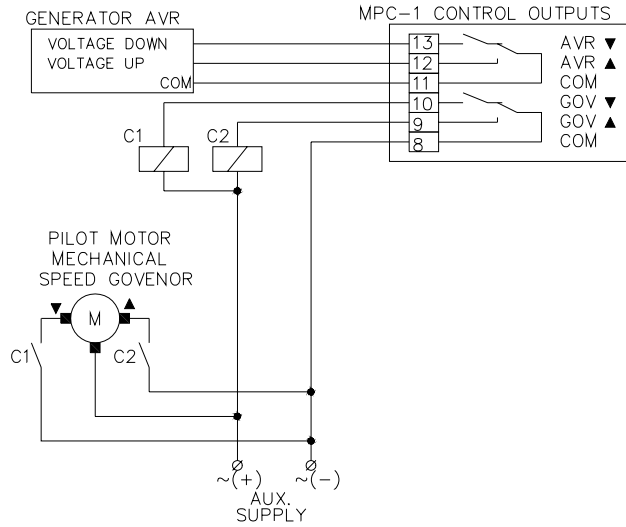 GENERATOR AVR
MPC-1 CONTROL OUTPUTS
VOLTAGE DOWN
VOLTAGE UP
COM
13
12
11
10
9
8
AVR ▼
AVR ▲
COM
GOV ▼
GOV ▲
COM
C1
C2
PILOT MOTOR
MECHANICAL
SPEED GOVENOR
▼
▲
M
C1
C2
~(+)
~(-)
AUX.
SUPPLY